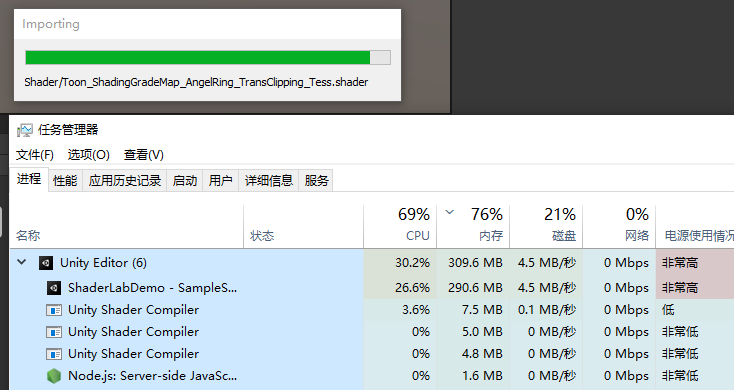 Importing
Shader/Toon_ShadingGradeMap_AngelRing_TransClipping_Tess.shader
任务管理器
文件(F) 选项(O) 查看(V)
进程 性能 应用历史记录 启动 用户 详细信息 服务
69% 76% 21% 0%
名称 状态 CPU 内存 磁盘 网络 电源使用情况
Unity Editor (6) 30.2% 309.6 MB 4.5 MB/秒 0 Mbps 非常高
ShaderLabDemo - SampleS... 26.6% 290.6 MB 4.5 MB/秒 0 Mbps 非常高
Unity Shader Compiler 3.6% 7.5 MB 0.1 MB/秒 0 Mbps 低
Unity Shader Compiler 0% 5.0 MB 0 MB/秒 0 Mbps 非常低
Unity Shader Compiler 0% 4.8 MB 0 MB/秒 0 Mbps 非常低
Node.js: Server-side JavaSc... 0% 1.6 MB 0 MB/秒 0 Mbps 非常低